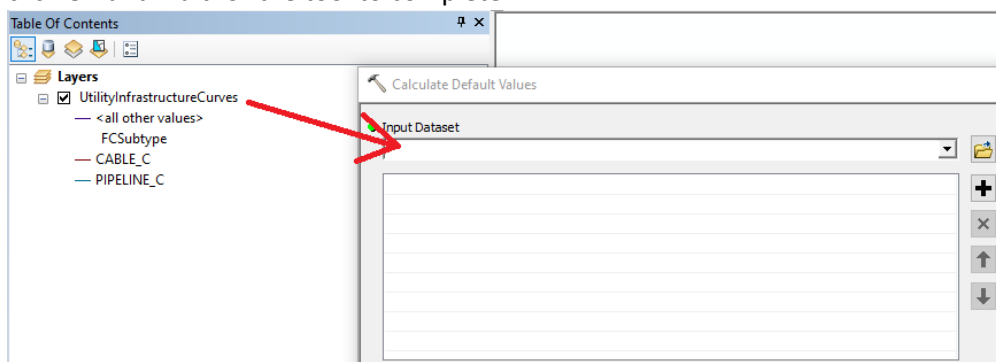 Table Of Contents
Layers
UtilityInfrastructureCurves
<all other values>
FCSubtype
CABLE_C
PIPELINE_C
Calculate Default Values
Input Dataset